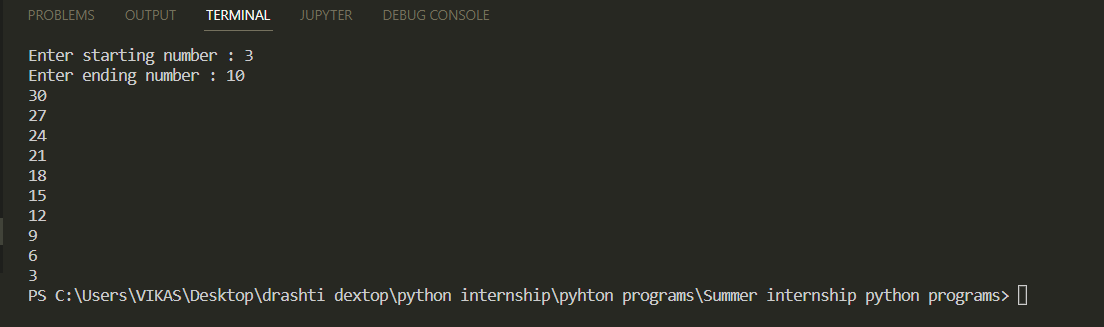 PROBLEMS OUTPUT TERMINAL JUPYTER DEBUG CONSOLE
Enter starting number : 3
Enter ending number : 10
30
27
24
21
18
15
12
9
6
3
PS C:\Users\VIKAS\Desktop\drashti dextop\python internship\pyhton programs\Summer internship python programs>